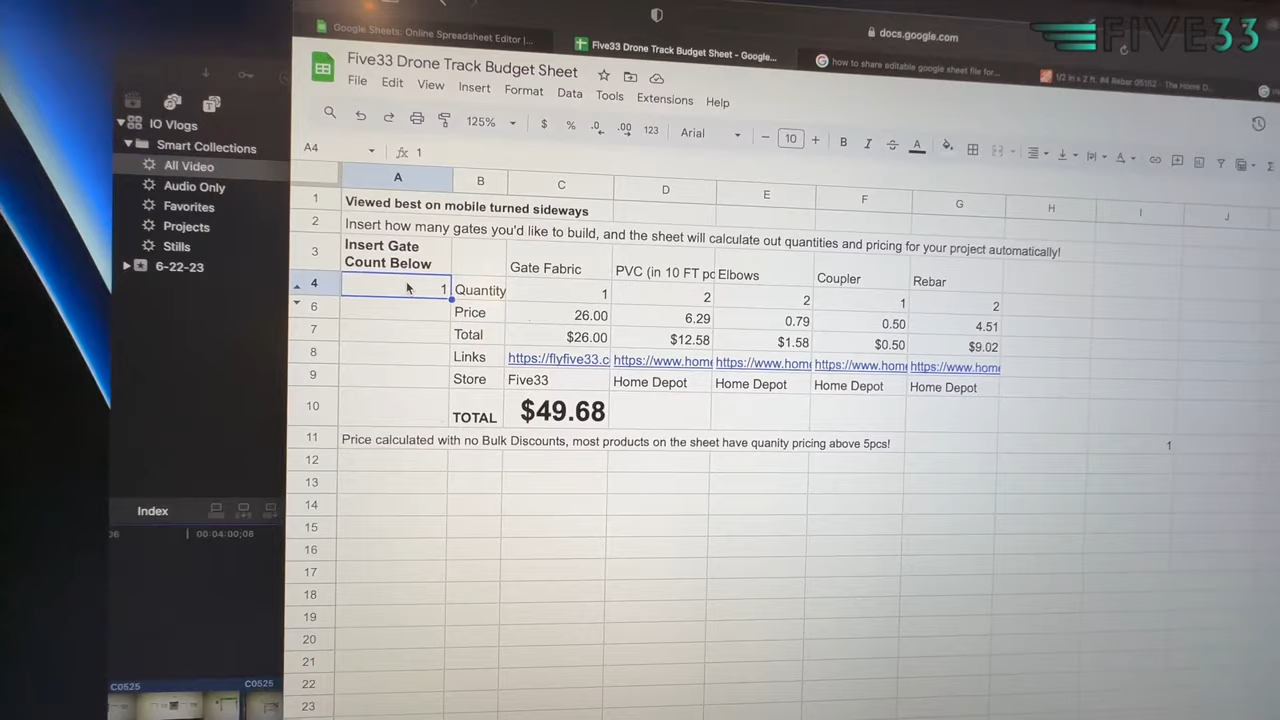 FIVE33
Google Sheets: Online Spreadsheet Editor |...
Five33 Drone Track Budget Sheet - Google...
docs.google.com
how to share editable google sheet file for...
1/2 in x 2 ft. #4 Rebar 05152 - The Home D...
Five33 Drone Track Budget Sheet
File Edit View Insert Format Data Tools Extensions Help
125% $ % .0 .00 123 Arial 10 B I A
A4 fx 1
IO Vlogs
Smart Collections
All Video
Audio Only
Favorites
Projects
Stills
6-22-23
Index
00:04:00;06
C0525 C0525
A B C D E F G H I J
1 Viewed best on mobile turned sideways
2 Insert how many gates you'd like to build, and the sheet will calculate out quantities and pricing for your project automatically!
3 Insert Gate Count Below Gate Fabric PVC (in 10 FT pc Elbows Coupler Rebar
4 1 Quantity 1 2 2 1 2
6 Price 26.00 6.29 0.79 0.50 4.51
7 Total $26.00 $12.58 $1.58 $0.50 $9.02
8 Links https://flyfive33.c https://www.hom https://www.hom https://www.hom https://www.hom
9 Store Five33 Home Depot Home Depot Home Depot Home Depot
10 TOTAL $49.68
11 Price calculated with no Bulk Discounts, most products on the sheet have quanity pricing above 5pcs! 1
12
13
14
15
16
17
18
19
20
21
22
23